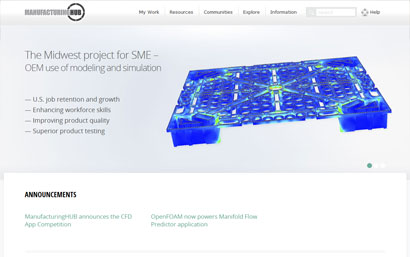 MANUFACTURINGHUB
My Work Resources Communities Explore Information Search Help
The Midwest project for SME –
OEM use of modeling and simulation
— U.S. job retention and growth
— Enhancing workforce skills
— Improving product quality
— Superior product testing
ANNOUNCEMENTS
ManufacturingHUB announces the CFD
App Competition
OpenFOAM now powers Manifold Flow
Predictor application